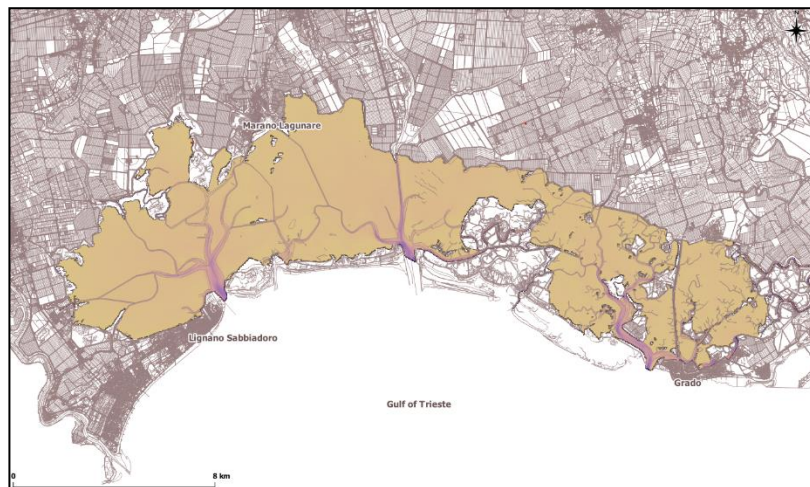 Marano Lagunare
Lignano Sabbiadoro
Grado
Gulf of Trieste
0 8 km